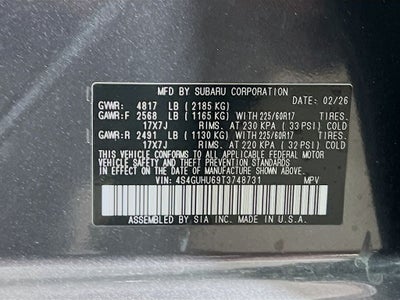 MFD BY SUBARU CORPORATION
DATE: 02/26
GVWR: 4817 LB (2185 KG)
GAWR:F 2568 LB (1165 KG) WITH 225/60R17 TIRES.
17X7J RIMS. AT 230 KPA (33 PSI) COLD
GAWR:R 2491 LB (1130 KG) WITH 225/60R17 TIRES.
17X7J RIMS. AT 220 KPA (32 PSI) COLD
THIS VEHICLE CONFORMS TO ALL APPLICABLE FEDERAL MOTOR
VEHICLE SAFETY AND THEFT PREVENTION STANDARDS
IN EFFECT ON THE DATE OF MANUFACTURE SHOWN ABOVE.
VIN: 4S4GUHU69T3748731 MPV
ASSEMBLED BY SIA INC. MADE IN U.S.A.